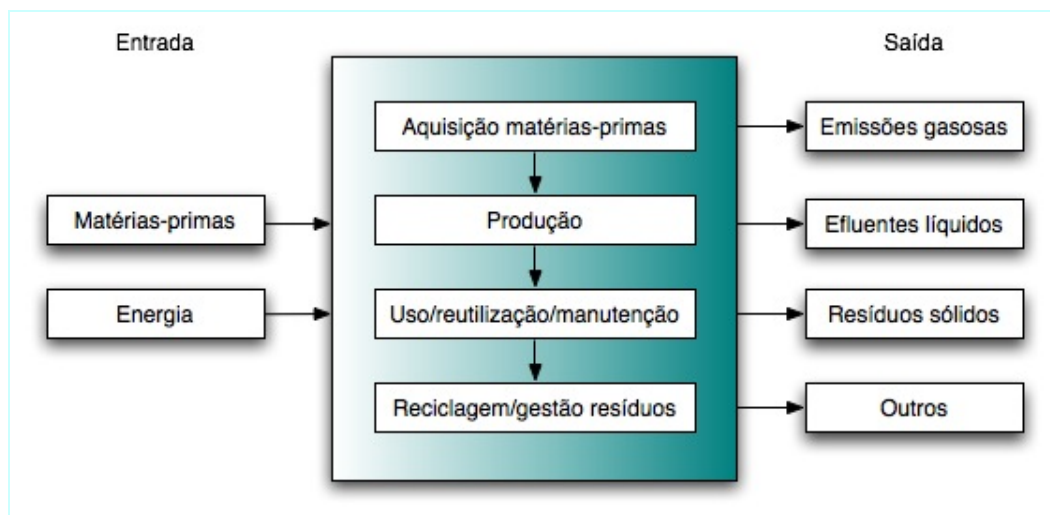 Entrada
Saída
Aquisição matérias-primas
Emissões gasosas
Matérias-primas
Produção
Efluentes líquidos
Energia
Uso/reutilização/manutenção
Resíduos sólidos
Reciclagem/gestão resíduos
Outros